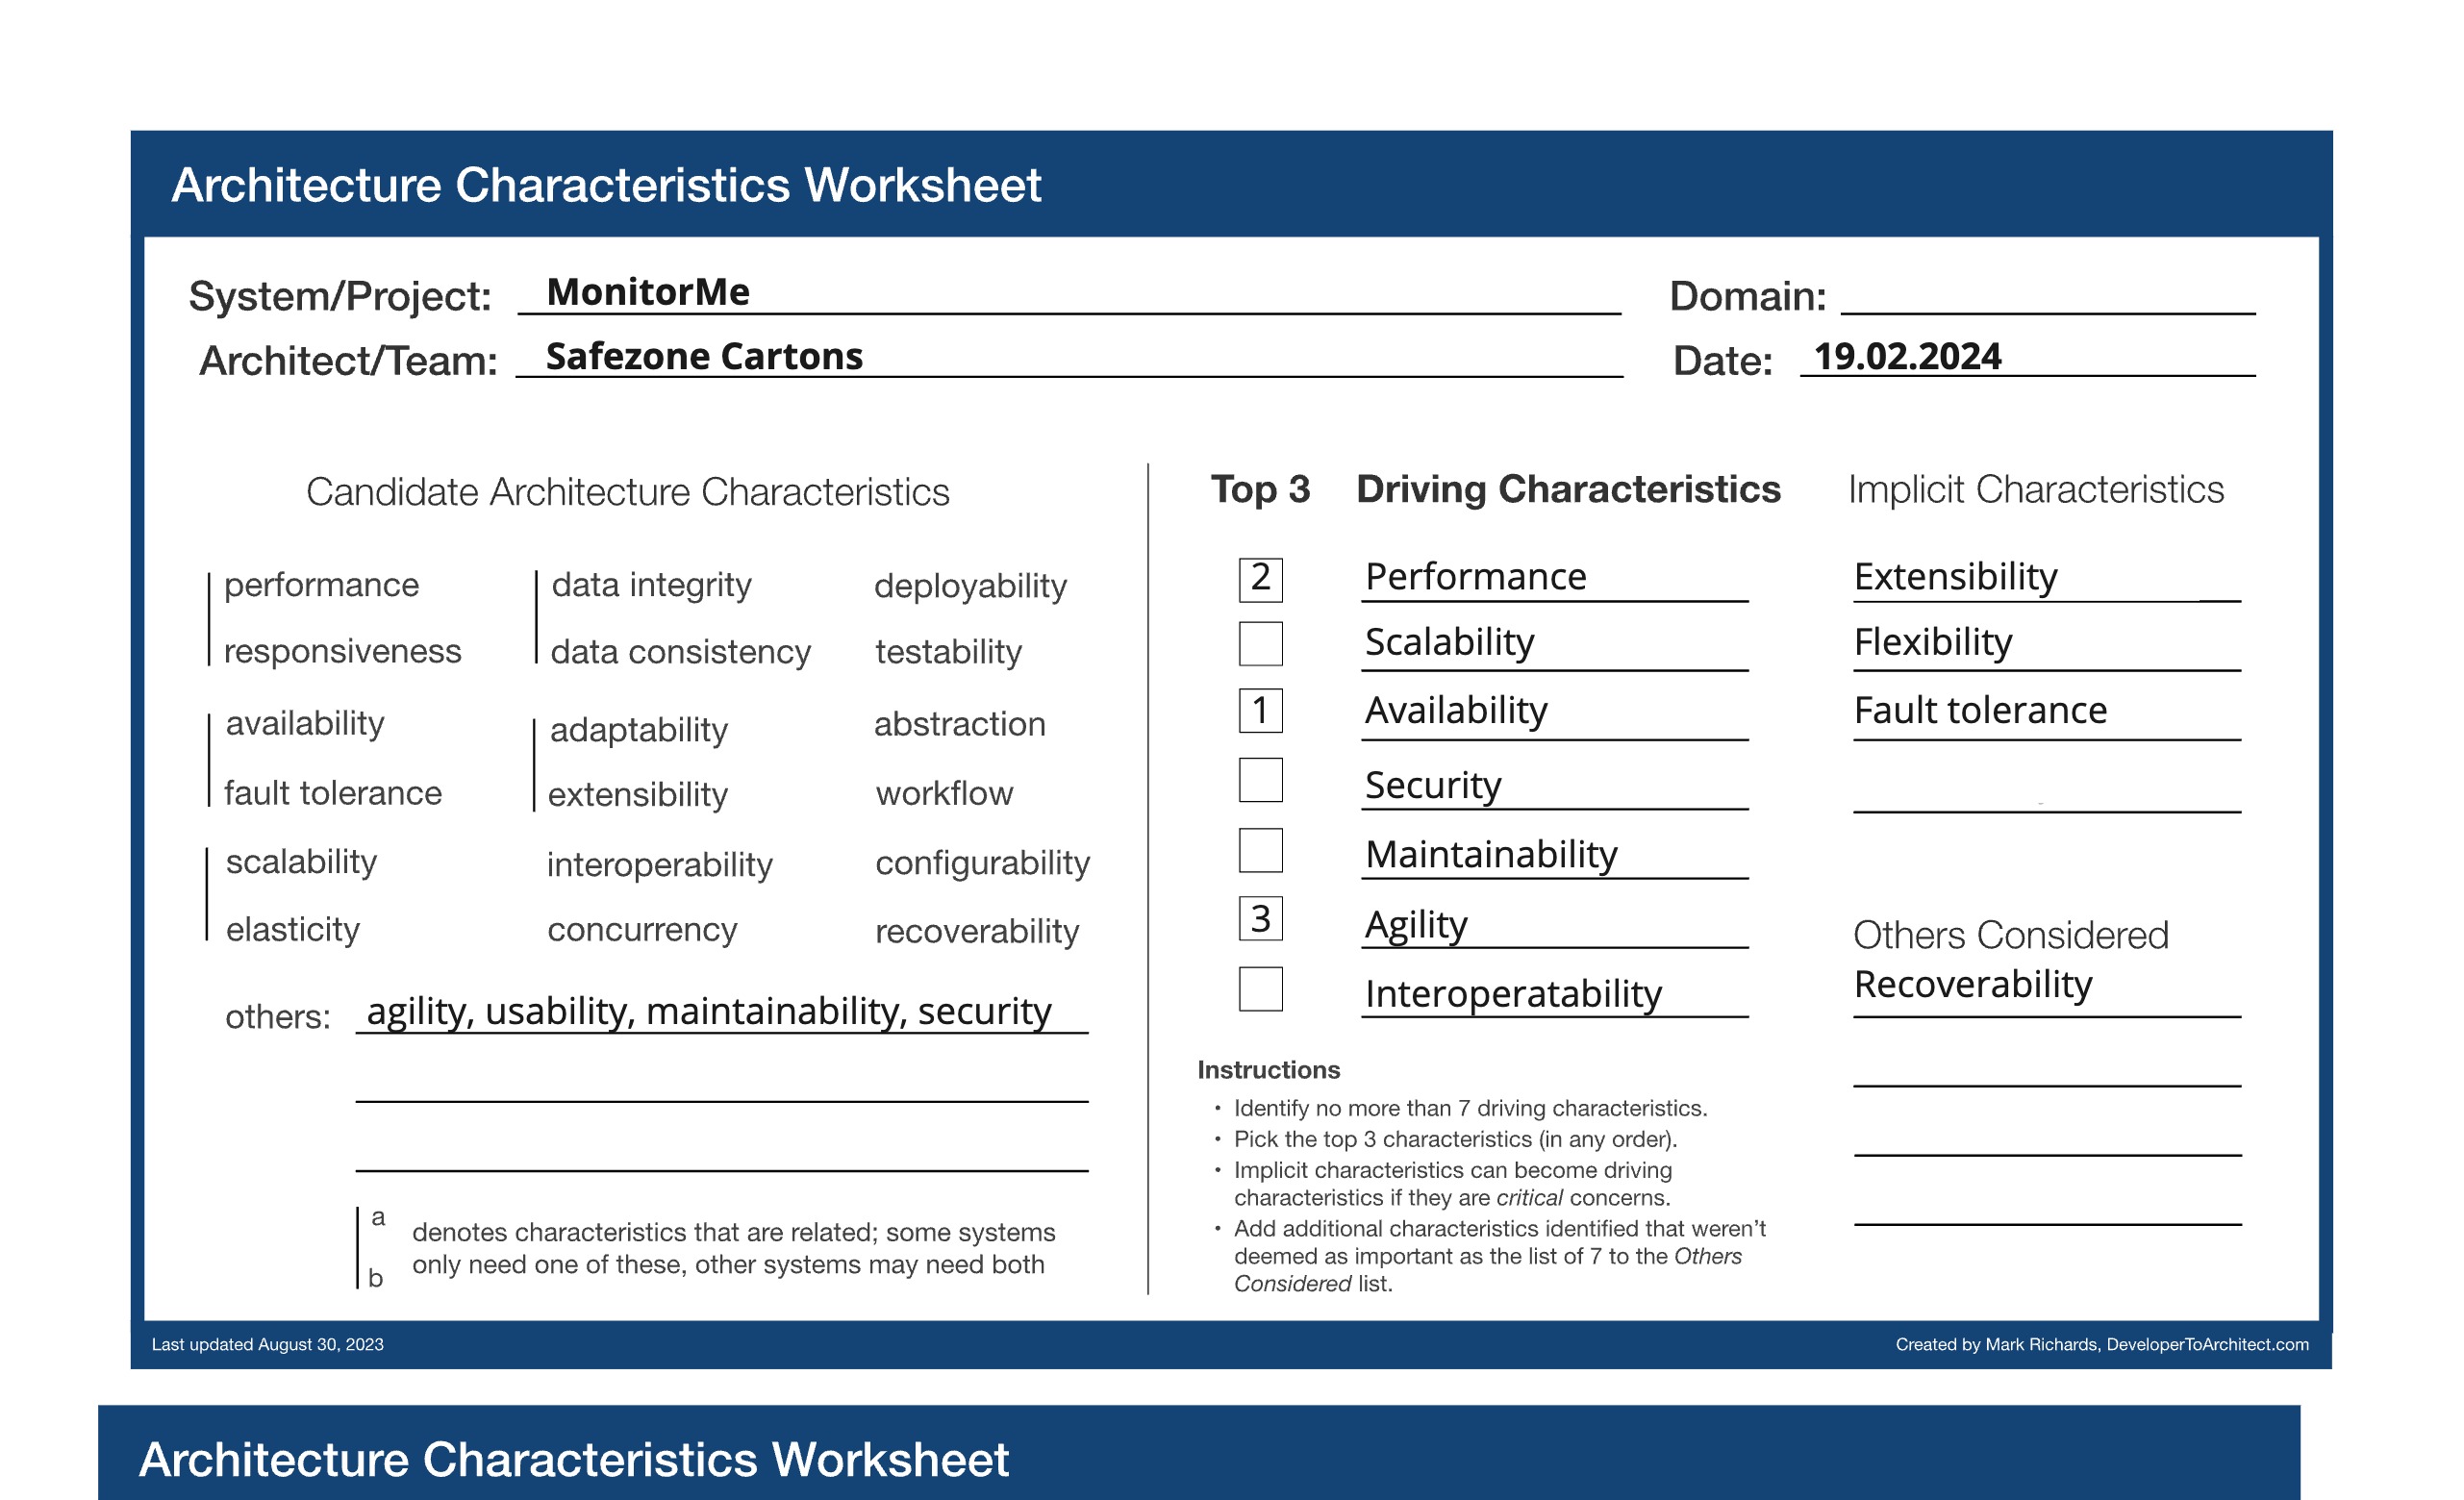 Architecture Characteristics Worksheet
System/Project: MonitorMe
Domain:
Architect/Team: Safezone Cartons
Date: 19.02.2024
Candidate Architecture Characteristics
performance
responsiveness
availability
fault tolerance
scalability
elasticity
data integrity
data consistency
adaptability
extensibility
interoperability
concurrency
deployability
testability
abstraction
workflow
configurability
recoverability
others: agility, usability, maintainability, security
a
b
denotes characteristics that are related; some systems
only need one of these, other systems may need both
Top 3 Driving Characteristics
2 Performance
Scalability
1 Availability
Security
Maintainability
3 Agility
Interoperatability
Instructions
• Identify no more than 7 driving characteristics.
• Pick the top 3 characteristics (in any order).
• Implicit characteristics can become driving
characteristics if they are critical concerns.
• Add additional characteristics identified that weren't
deemed as important as the list of 7 to the Others
Considered list.
Implicit Characteristics
Extensibility
Flexibility
Fault tolerance
Others Considered
Recoverability
Last updated August 30, 2023
Created by Mark Richards, DeveloperToArchitect.com
Architecture Characteristics Worksheet